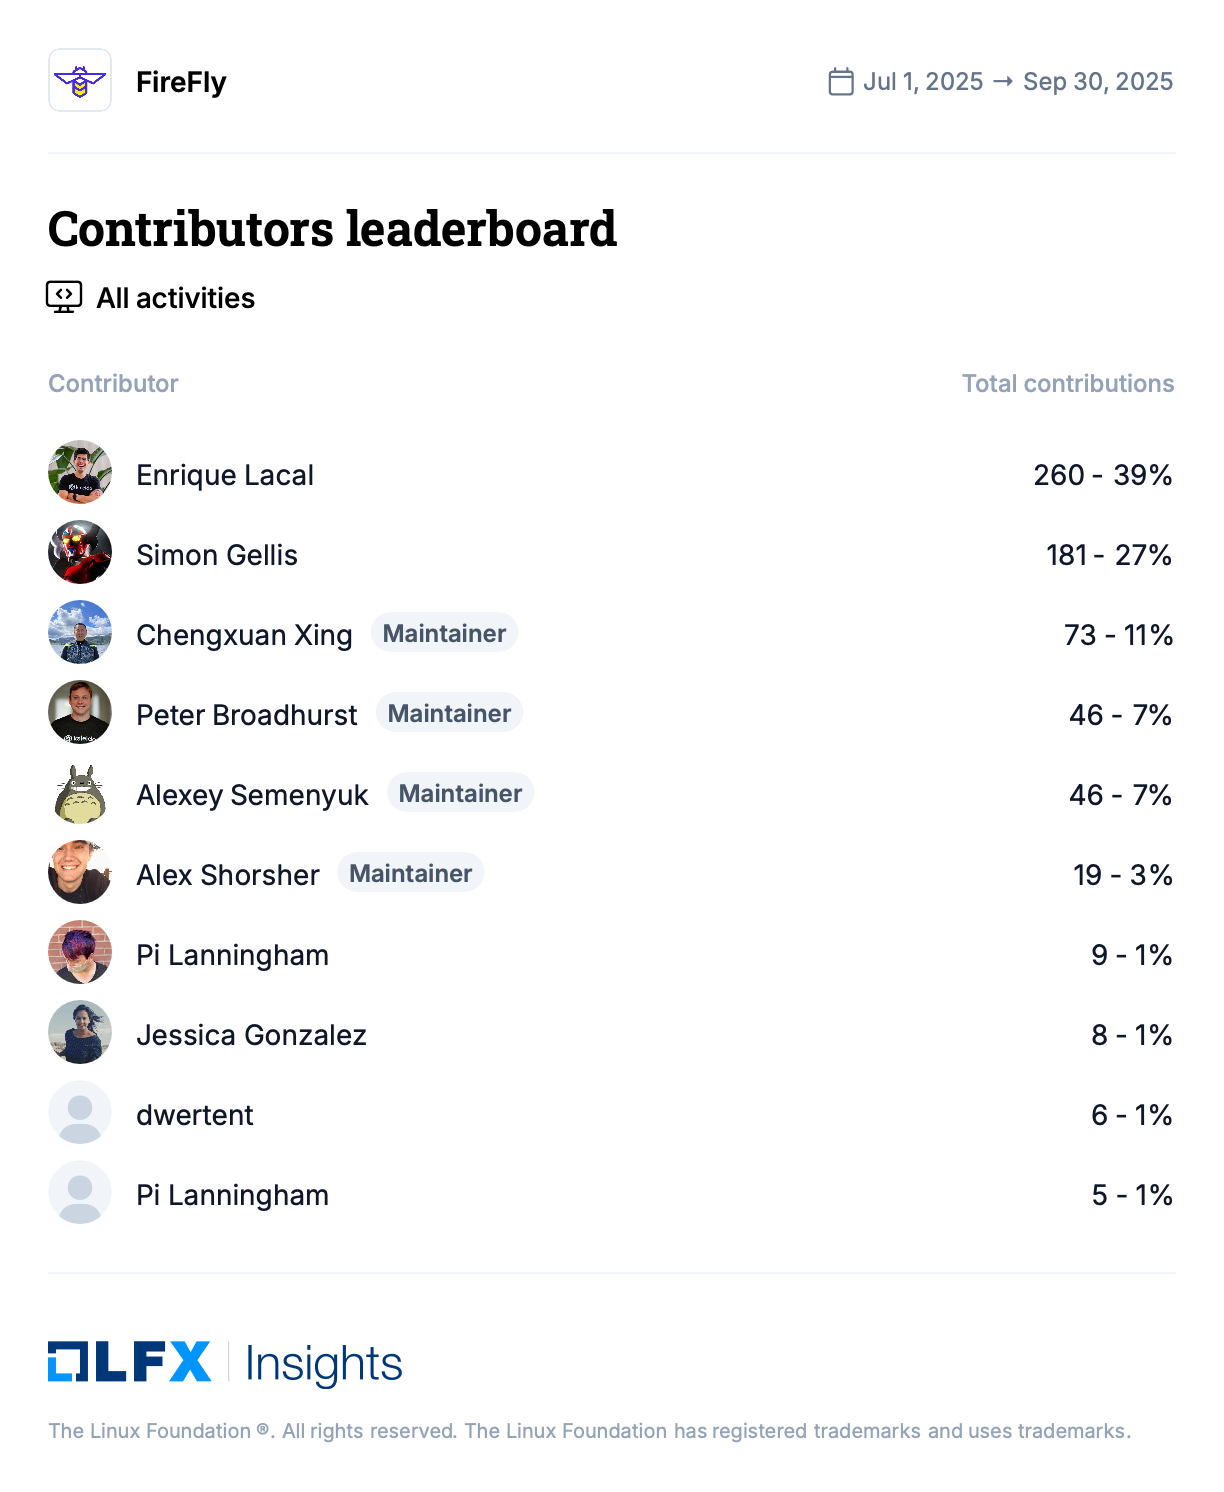 FireFly
Jul 1, 2025 → Sep 30, 2025
Contributors leaderboard
All activities
Contributor Total contributions
Enrique Lacal 260 - 39%
Simon Gellis 181 - 27%
Chengxuan Xing Maintainer 73 - 11%
Peter Broadhurst Maintainer 46 - 7%
Alexey Semenyuk Maintainer 46 - 7%
Alex Shorsher Maintainer 19 - 3%
Pi Lanningham 9 - 1%
Jessica Gonzalez 8 - 1%
dwertent 6 - 1%
Pi Lanningham 5 - 1%
LFX Insights
The Linux Foundation ®. All rights reserved. The Linux Foundation has registered trademarks and uses trademarks.